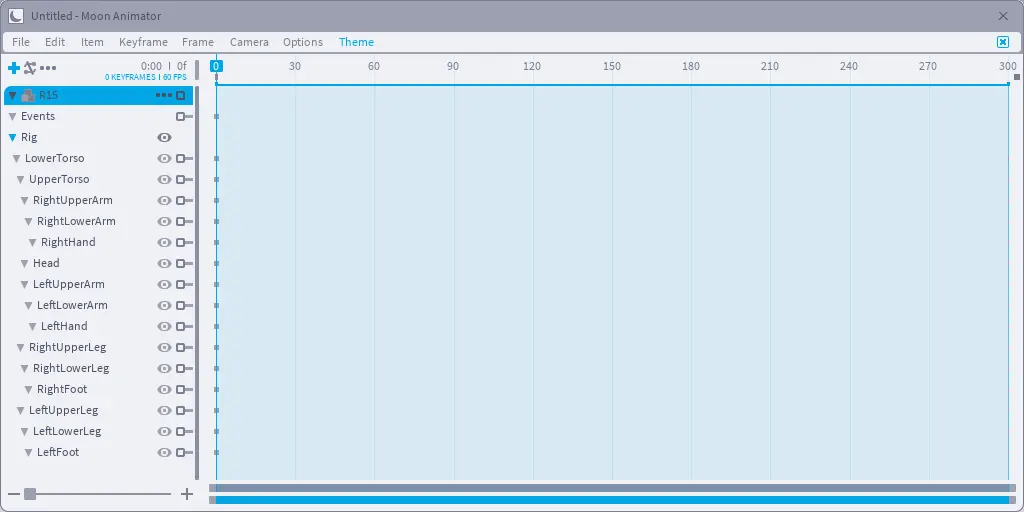 Untitled - Moon Animator
File Edit Item Keyframe Frame Camera Options Theme
0:00 | 0f
0 KEYFRAMES | 60 FPS
0 30 60 90 120 150 180 210 240 270 300
R15
Events
Rig
LowerTorso
UpperTorso
RightUpperArm
RightLowerArm
RightHand
Head
LeftUpperArm
LeftLowerArm
LeftHand
RightUpperLeg
RightLowerLeg
RightFoot
LeftUpperLeg
LeftLowerLeg
LeftFoot